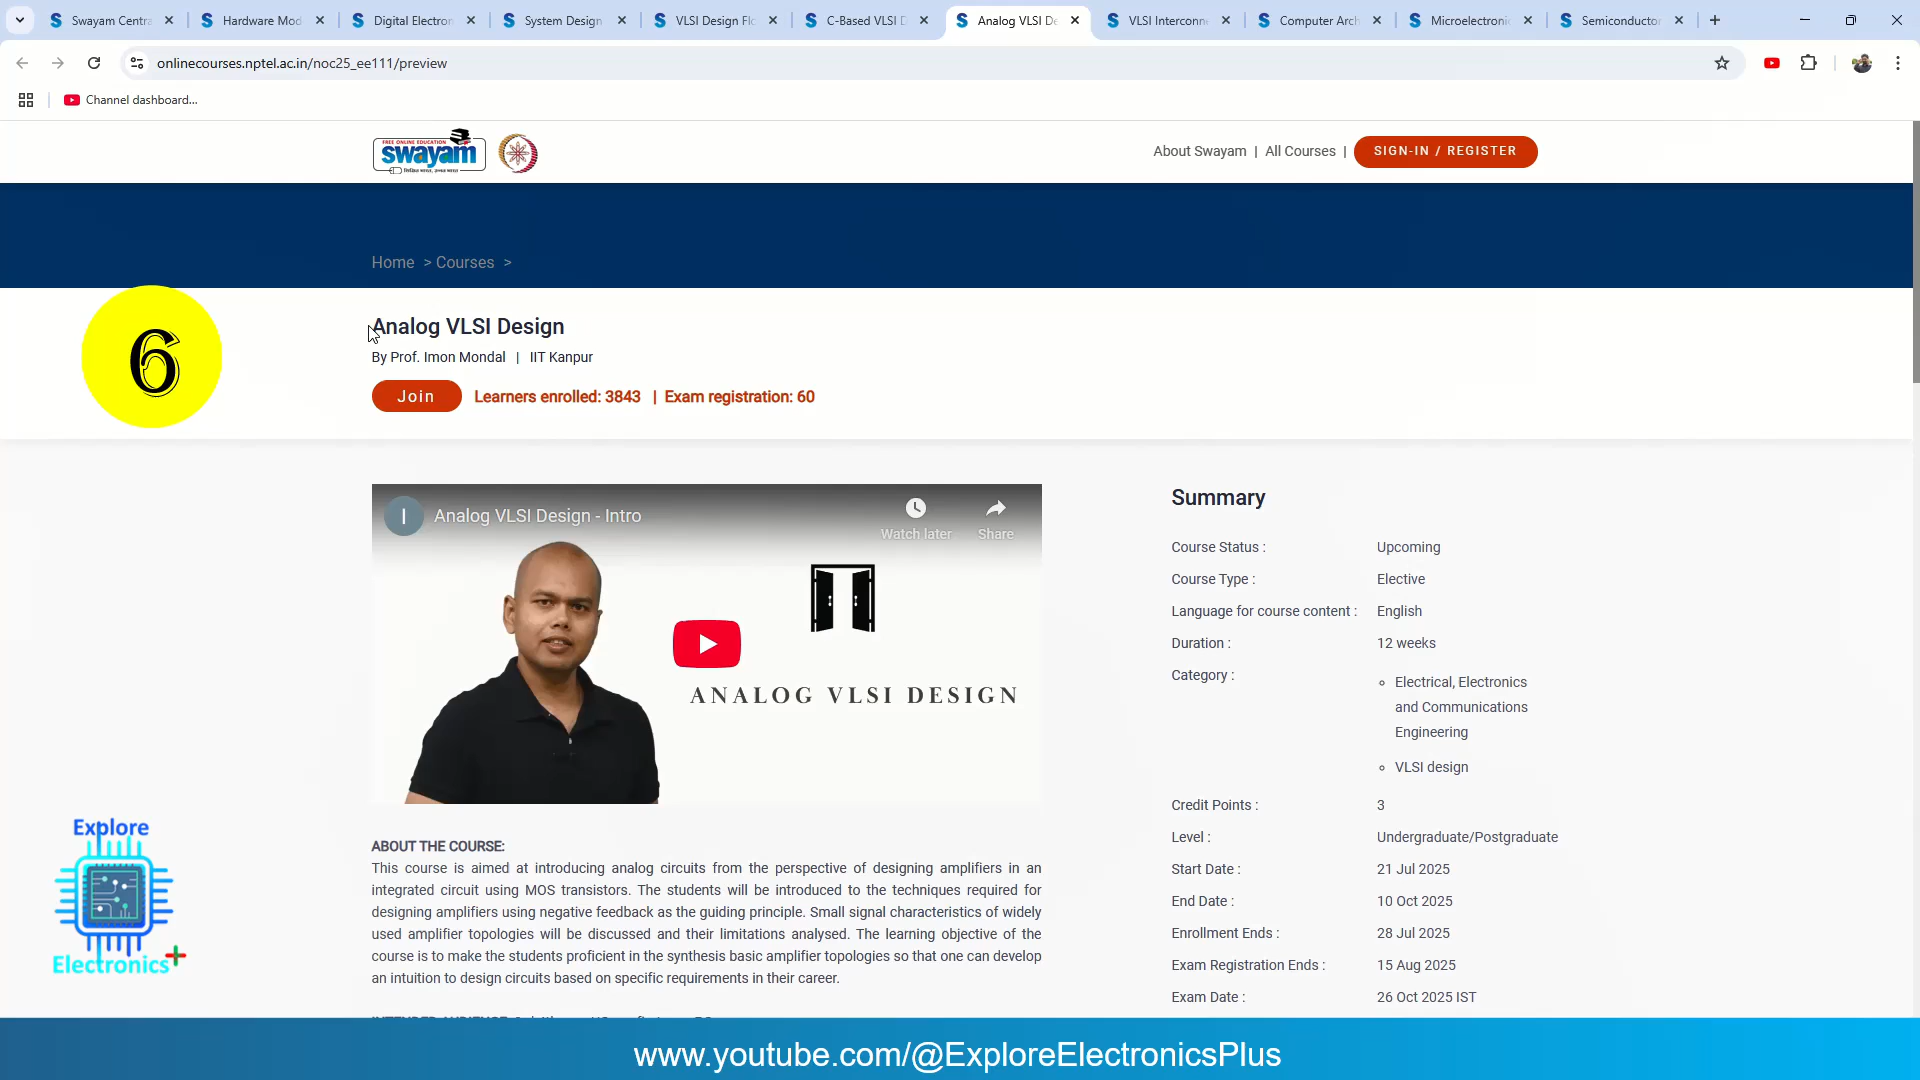 Swayam Centra
Hardware Mod
Digital Electron
System Design
VLSI Design Flo
C-Based VLSI D
Analog VLSI De
VLSI Interconne
Computer Arch
Microelectronic
Semiconductor
onlinecourses.nptel.ac.in/noc25_ee111/preview
Channel dashboard...
FREE ONLINE EDUCATION
swayam
शिक्षित भारत, उन्नत भारत
About Swayam | All Courses |
SIGN-IN / REGISTER
Home > Courses >
6
Analog VLSI Design
By Prof. Imon Mondal | IIT Kanpur
Join
Learners enrolled: 3843 | Exam registration: 60
I
Analog VLSI Design - Intro
Watch later
Share
ANALOG VLSI DESIGN
ABOUT THE COURSE:
This course is aimed at introducing analog circuits from the perspective of designing amplifiers in an
integrated circuit using MOS transistors. The students will be introduced to the techniques required for
designing amplifiers using negative feedback as the guiding principle. Small signal characteristics of widely
used amplifier topologies will be discussed and their limitations analysed. The learning objective of the
course is to make the students proficient in the synthesis basic amplifier topologies so that one can develop
an intuition to design circuits based on specific requirements in their career.
Summary
Course Status : Upcoming
Course Type : Elective
Language for course content : English
Duration : 12 weeks
Category :
Electrical, Electronics
and Communications
Engineering
VLSI design
Credit Points : 3
Level : Undergraduate/Postgraduate
Start Date : 21 Jul 2025
End Date : 10 Oct 2025
Enrollment Ends : 28 Jul 2025
Exam Registration Ends : 15 Aug 2025
Exam Date : 26 Oct 2025 IST
Explore
Electronics+
www.youtube.com/@ExploreElectronicsPlus